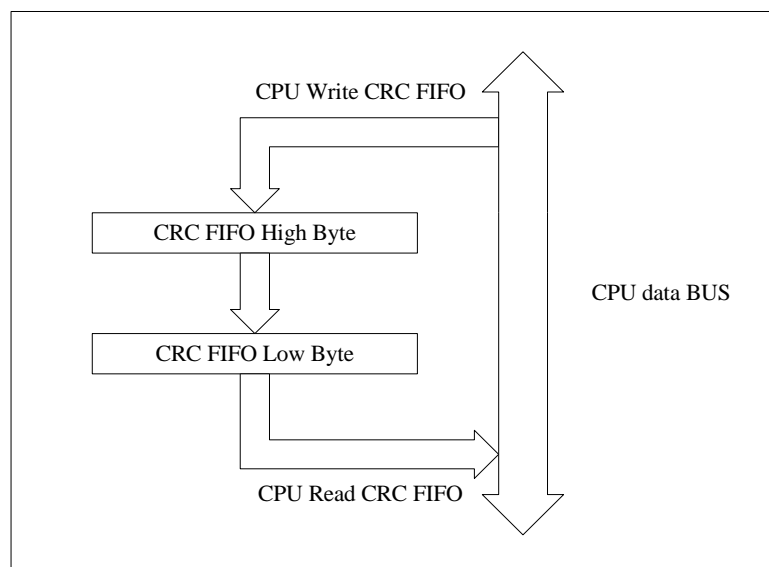 CPU Write CRC FIFO
CRC FIFO High Byte
CPU data BUS
CRC FIFO Low Byte
CPU Read CRC FIFO